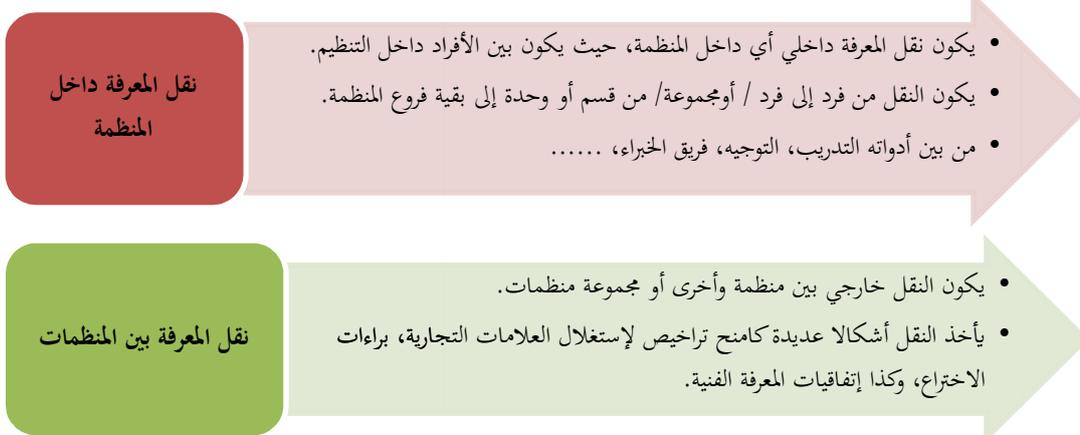 نقل المعرفة داخل
المنظمة
• يكون نقل المعرفة داخلي أي داخل المنظمة، حيث يكون بين الأفراد داخل التنظيم.
• يكون النقل من فرد إلى فرد / أومجموعة/ من قسم أو وحدة إلى بقية فروع المنظمة.
• من بين أدواته التدريب، التوجيه، فريق الخبراء، ......
نقل المعرفة بين المنظمات
• يكون النقل خارجي بين منظمة وأخرى أو مجموعة منظمات.
• يأخذ النقل أشكالا عديدة كامنح تراخيص لإستغلال العلامات التجارية، براءات
الاختراع، وكذا إتفاقيات المعرفة الفنية.